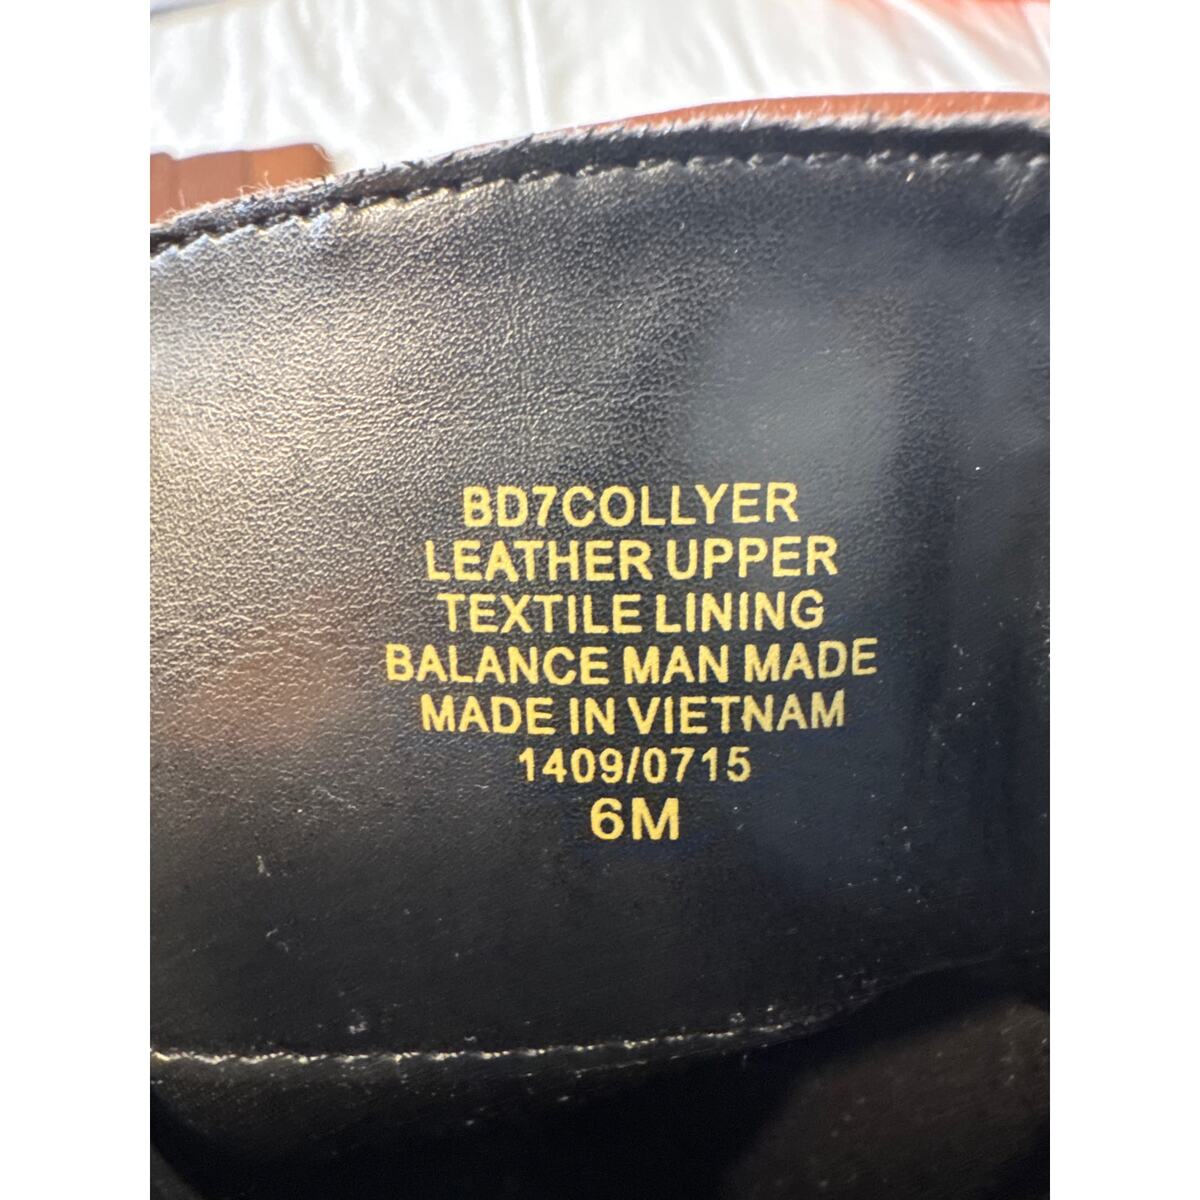 BD7COLLYER
LEATHER UPPER
TEXTILE LINING
BALANCE MAN MADE
MADE IN VIETNAM
1409/0715
6M